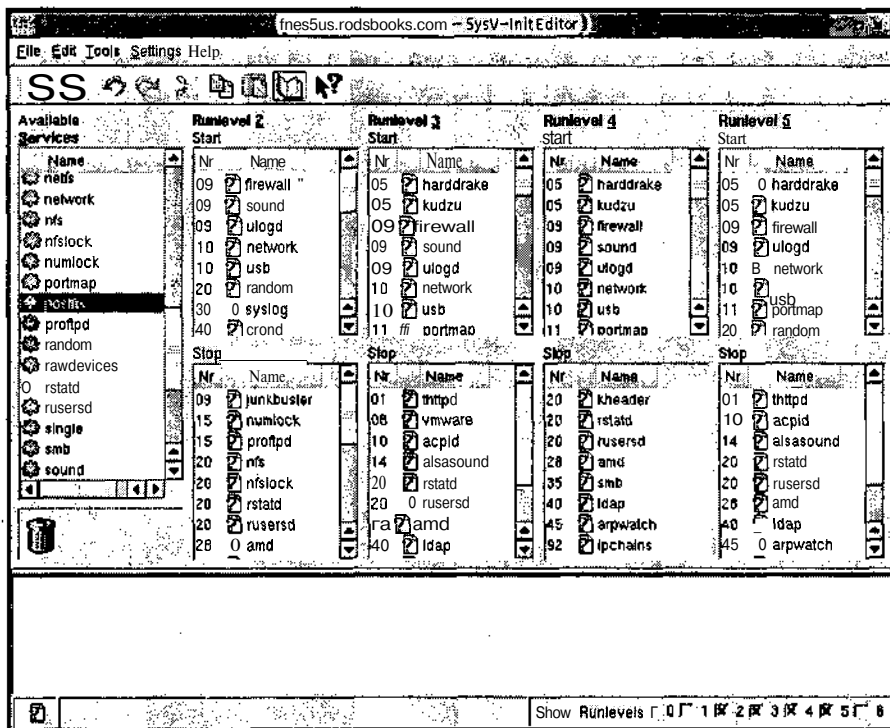 fnes5us.rodsbooks.com – SysV-InitEditor
File Edit Tools Settings Help
SS
Available Services
Name
netfs
network
nfs
nfslock
numlock
portmap
postfix
proftpd
random
rawdevices
O rstatd
rusersd
single
smb
sound
Runlevel 2
Start
Nr Name
09 firewall "
09 sound
09 ulogd
10 network
10 usb
20 random
30 0 syslog
40 crond
Stop
Nr Name
09 junkbuster
15 numlock
15 proftpd
20 nfs
20 nfslock
20 rstatd
20 rusersd
28 O amd
Runlevel 3
Start
Nr Name
05 harddrake
05 kudzu
09 firewall
09 sound
09 ulogd
10 network
10 usb
11 ffi portmap
Stop
Nr Name
01 thttpd
08 vmware
10 acpid
14 alsasound
20 rstatd
20 0 rusersd
ra amd
40 ldap
Runlevel 4
start
Nr Name
05 harddrake
05 kudzu
09 firewall
09 sound
09 ulogd
10 network
10 usb
11 portmap
Stop
Nr Name
20 kheader
20 rstatd
20 rusersd
28 amd
35 smb
40 ldap
45 arpwatch
92 ipchains
Runlevel 5
Start
Nr Name
05 0 harddrake
05 kudzu
09 firewall
09 ulogd
10 B network
10 usb
11 portmap
20 random
Stop
Nr Name
01 thttpd
10 acpid
14 alsasound
20 rstatd
20 rusersd
28 amd
40 ldap
45 0 arpwatch
Show Runlevels 0 1 2 3 4 5 6